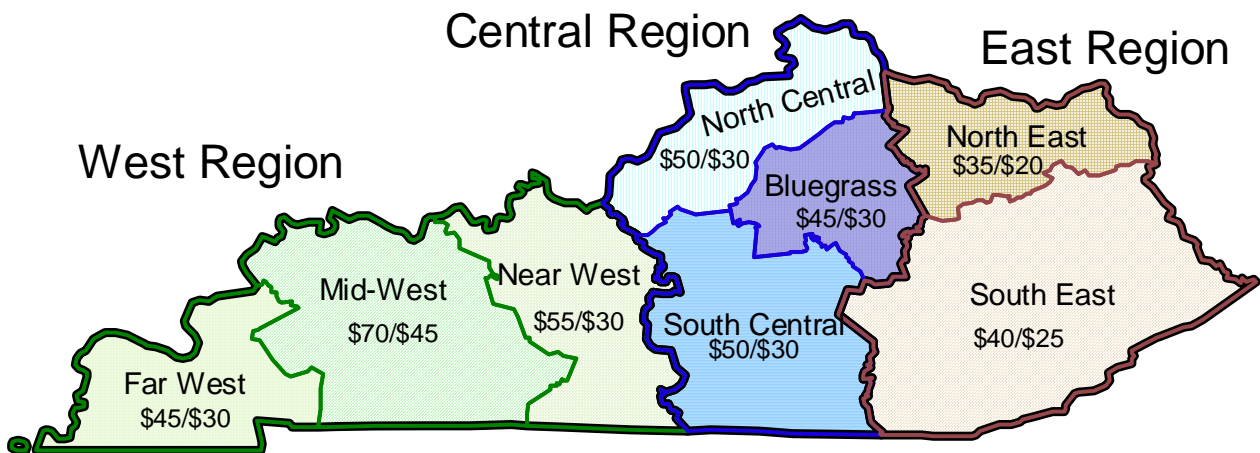 Central Region
East Region
West Region
North Central
$50/$30
North East
$35/$20
Bluegrass
$45/$30
Near West
$55/$30
Mid-West
$70/$45
South East
$40/$25
South Central
$50/$30
Far West
$45/$30